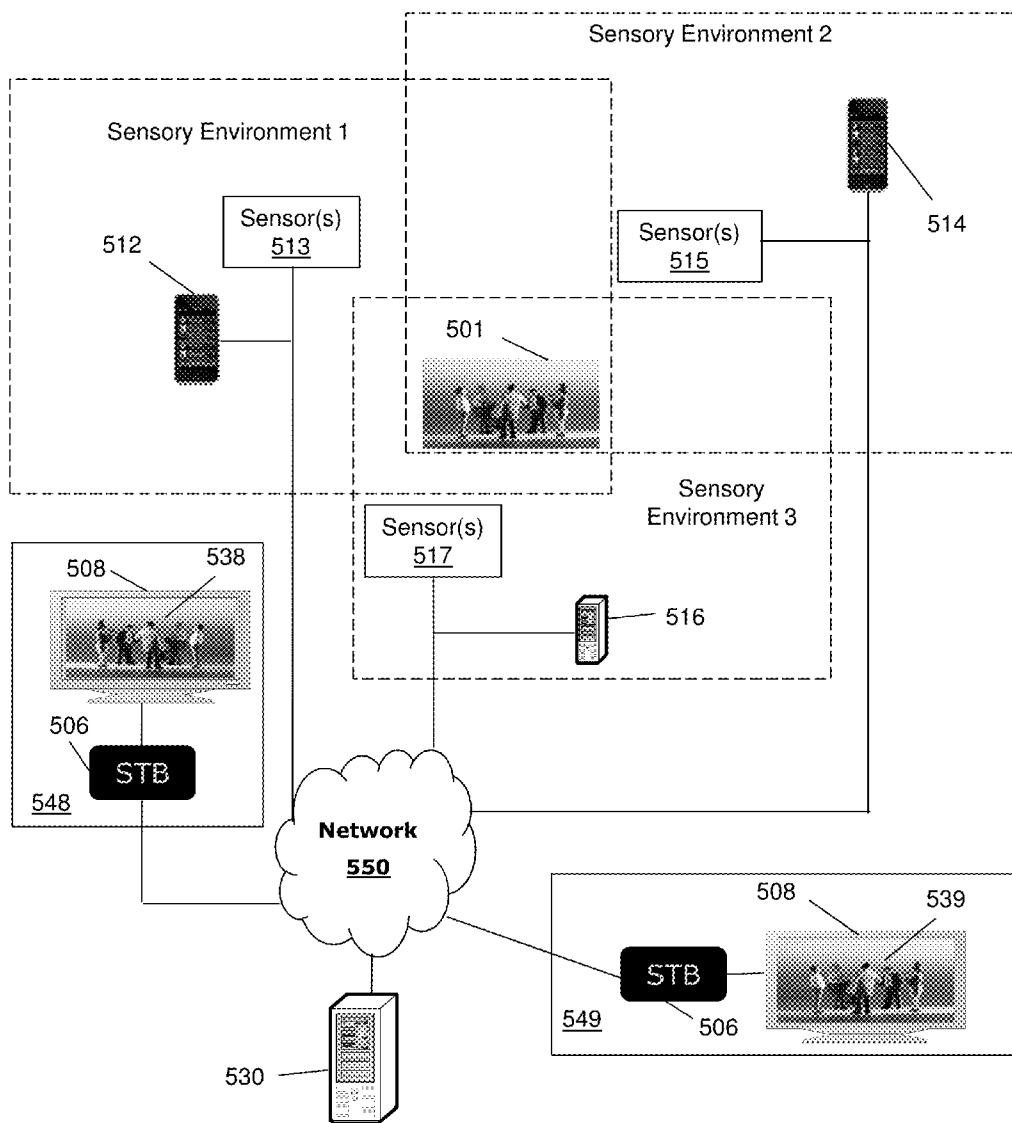 Sensory Environment 2
Sensory Environment 1
514
Sensor(s)
513
512
Sensor(s)
515
501
Sensory
Environment 3
Sensor(s)
517
516
508
538
506
STB
548
Network
550
508
539
STB
506
549
530